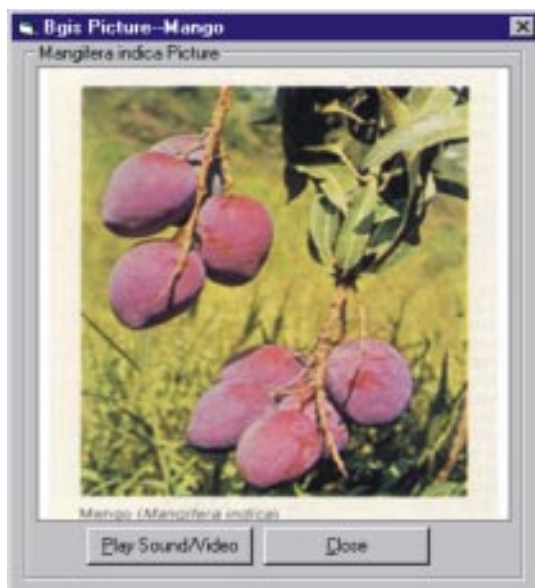 Bgis Picture--Mango
Mangifera indica Picture
Mango (Mangifera indica)
Play Sound/Video
Close